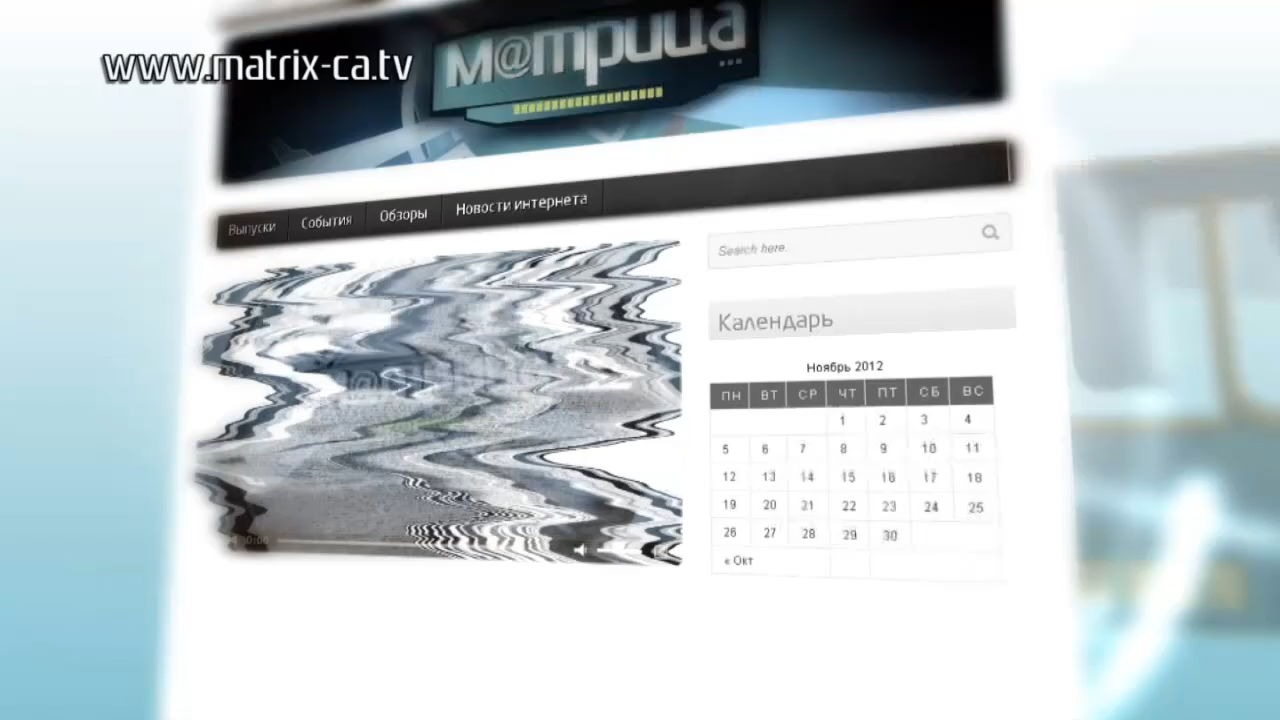 www.matrix-ca.tv
м@трица
...
Выпуски События Обзоры Новости интернета
Search here.
Календарь
Ноябрь 2012
ПН ВТ СР ЧТ ПТ СБ ВС
1 2 3 4
5 6 7 8 9 10 11
12 13 14 15 16 17 18
19 20 21 22 23 24 25
26 27 28 29 30
« Окт
0:00